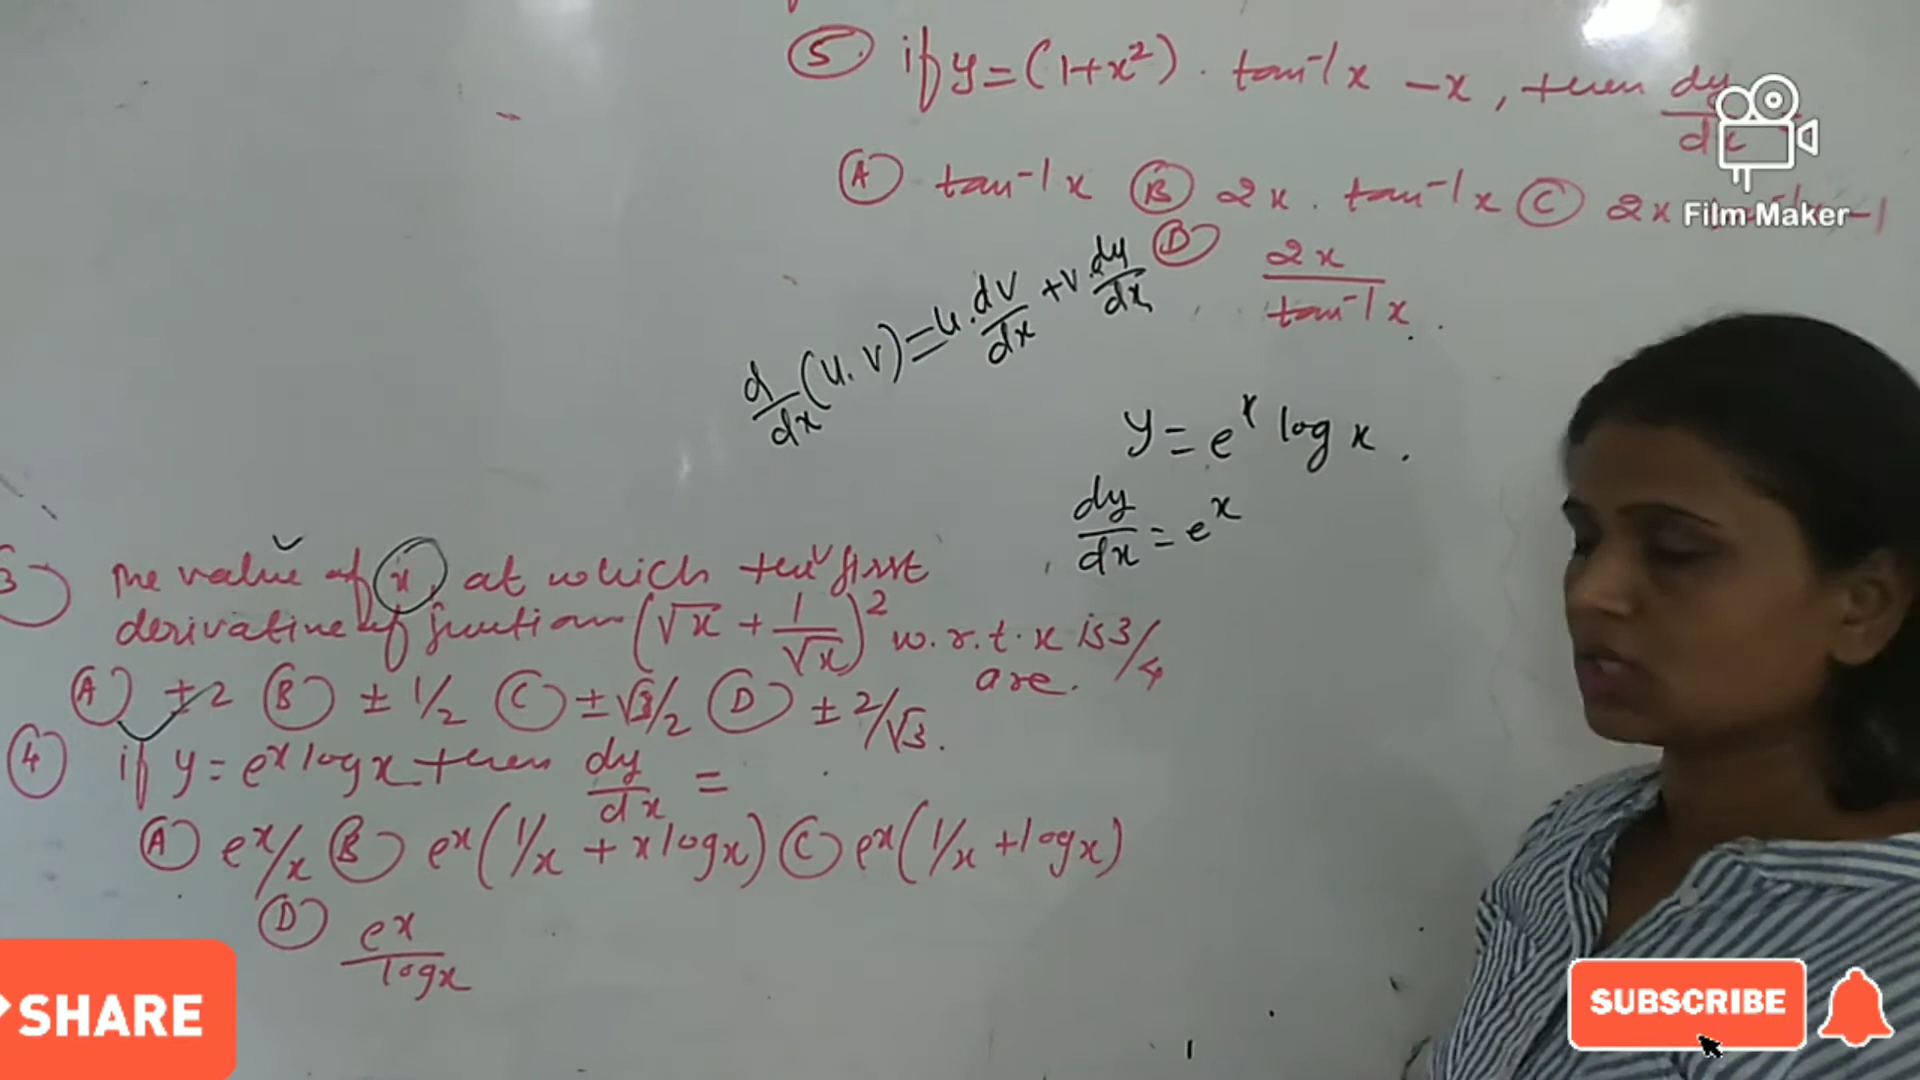 5. if y = (1+x²) · tan⁻¹x − x, then dy/dx
(A) tan⁻¹x (B) 2x · tan⁻¹x (C) 2x −1
(D) 2x/tan⁻¹x .
Film Maker
d/dx (u.v) = u. dv/dx + v. dy/dx
y = eˣ log x .
dy/dx = eˣ
3) The value of x, at which the first
derivative of function (√x + 1/√x)² w.r.t. x is 3/4
are.
(A) ±2 (B) ± 1/2 (C) ± √3/2 (D) ± 2/√3 .
(4) if y = eˣ log x then dy/dx =
(A) eˣ/x (B) eˣ(1/x + x log x) (C) eˣ(1/x + log x)
(D) eˣ/log x
SHARE
SUBSCRIBE